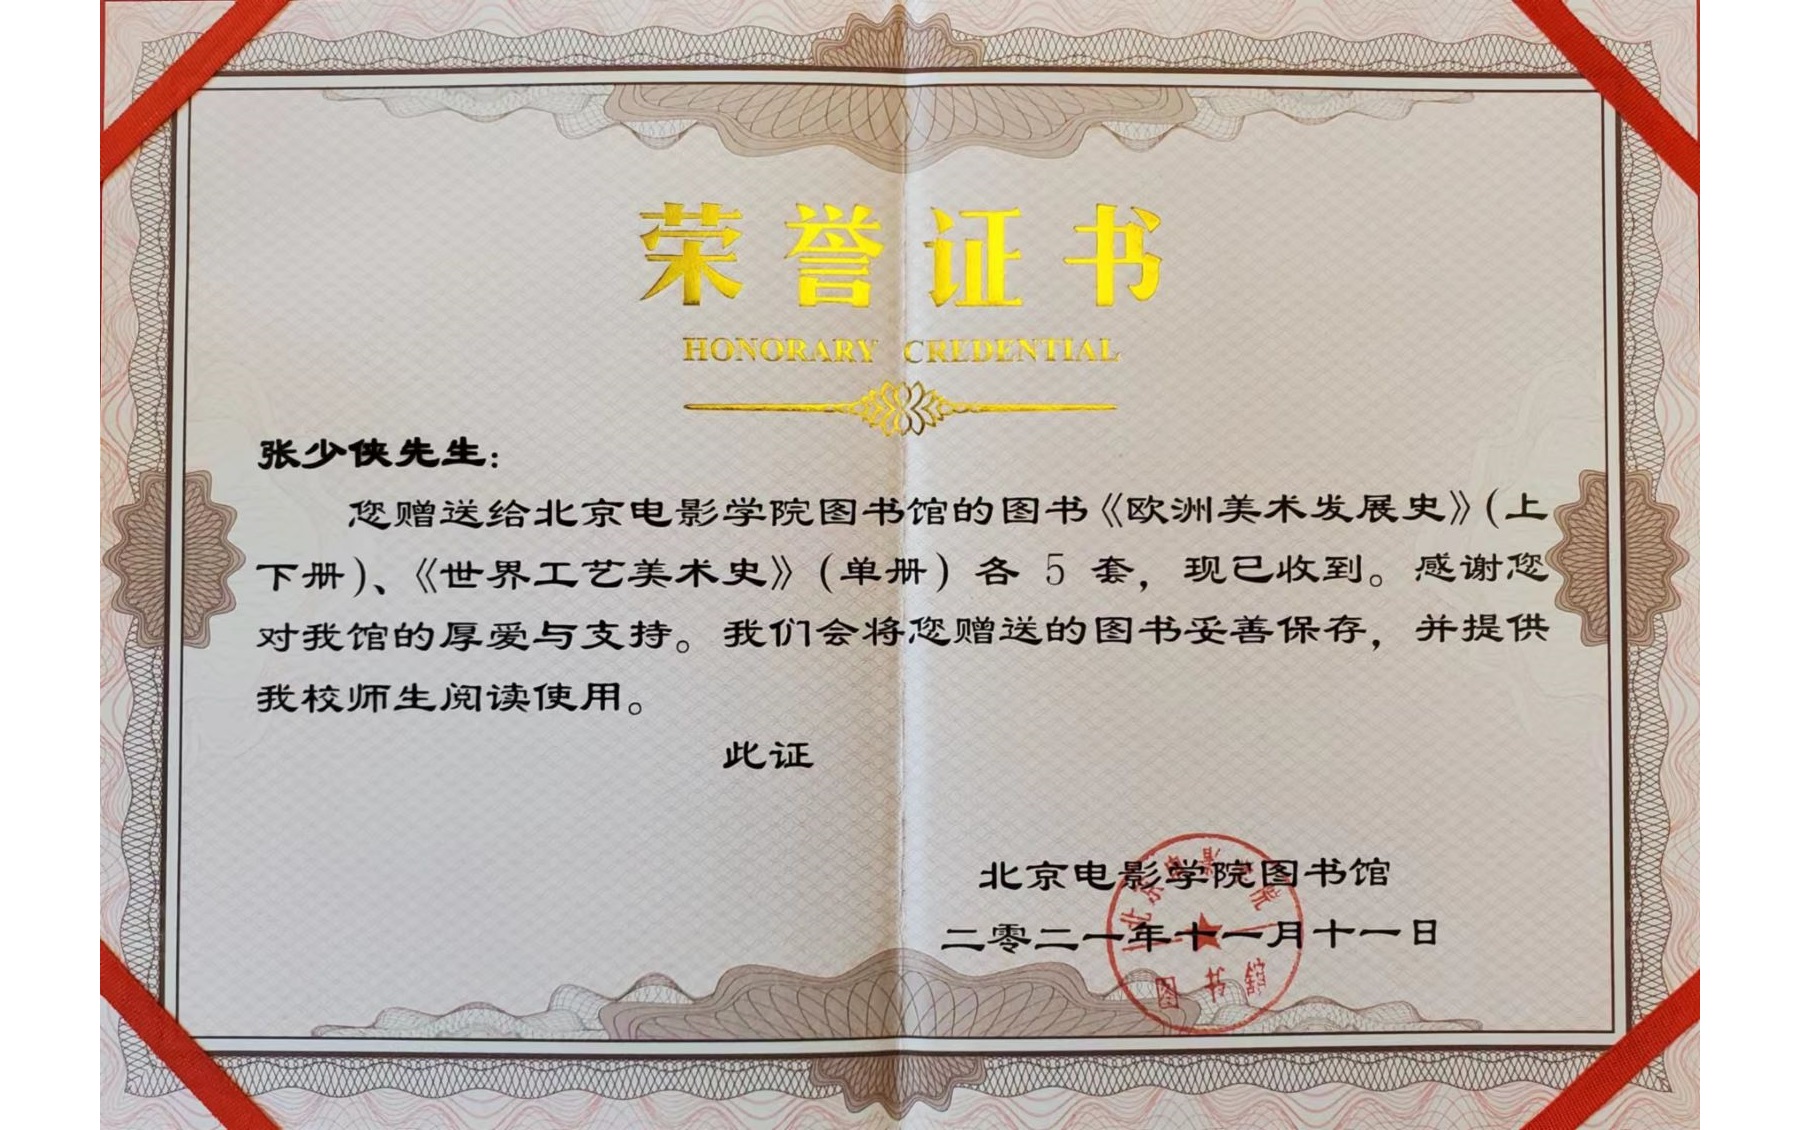 荣誉证书
HONORARY CREDENTIAL
张少侠先生：
您赠送给北京电影学院图书馆的图书《欧洲美术发展史》（上
下册）、《世界工艺美术史》（单册）各 5 套，现已收到。感谢您
对我馆的厚爱与支持。我们会将您赠送的图书妥善保存，并提供
我校师生阅读使用。
此证
北京电影学院图书馆
二零二一年十一月十一日
北京电影学院
图书馆